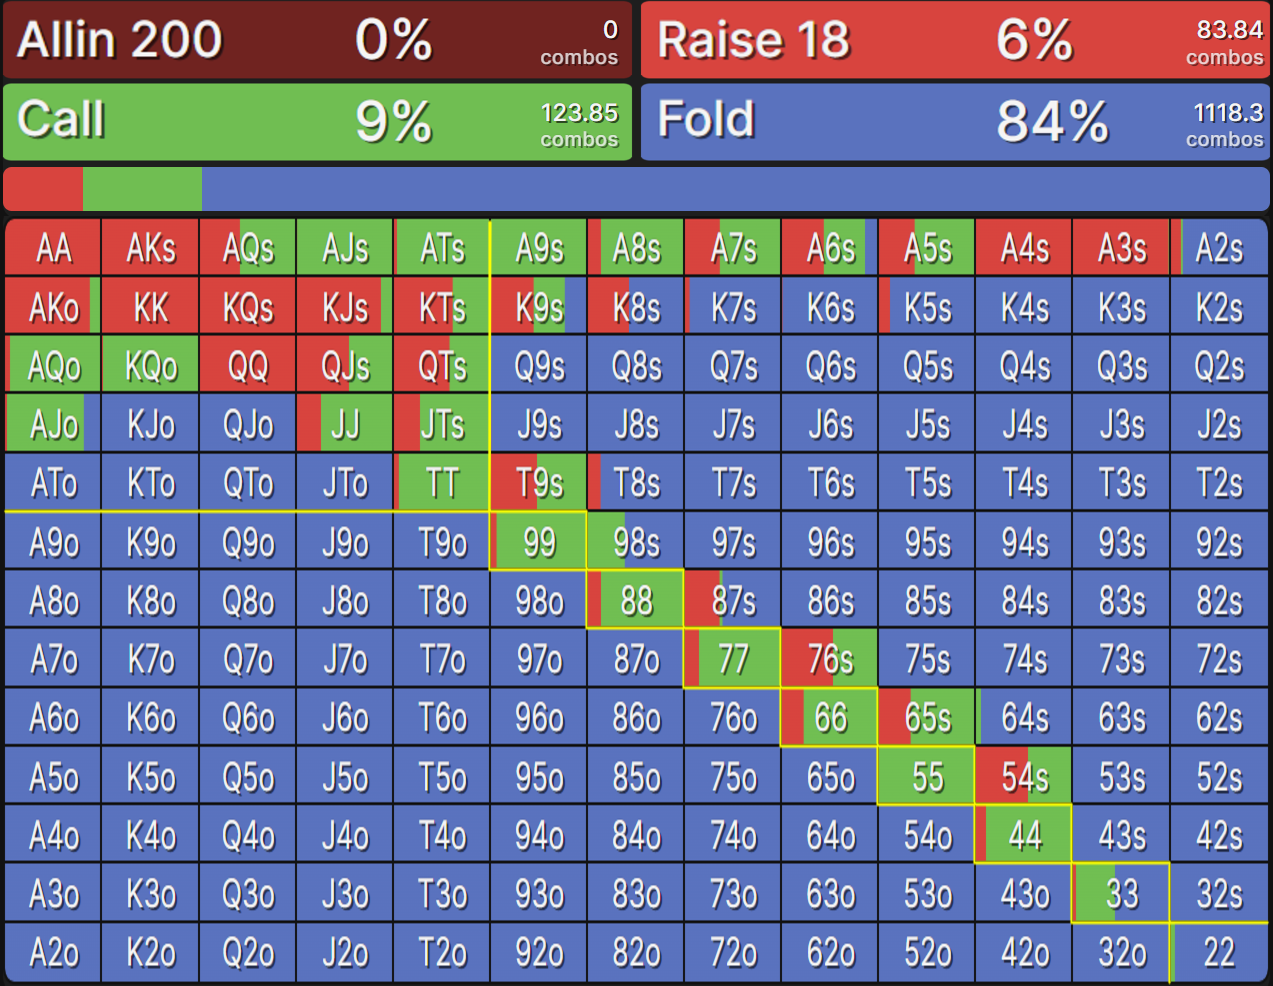 Allin 200 0% 0 combos Raise 18 6% 83.84 combos
Call 9% 123.85 combos Fold 84% 1118.3 combos
AA AKs AQs AJs ATs A9s A8s A7s A6s A5s A4s A3s A2s
AKo KK KQs KJs KTs K9s K8s K7s K6s K5s K4s K3s K2s
AQo KQo QQ QJs QTs Q9s Q8s Q7s Q6s Q5s Q4s Q3s Q2s
AJo KJo QJo JJ JTs J9s J8s J7s J6s J5s J4s J3s J2s
ATo KTo QTo JTo TT T9s T8s T7s T6s T5s T4s T3s T2s
A9o K9o Q9o J9o T9o 99 98s 97s 96s 95s 94s 93s 92s
A8o K8o Q8o J8o T8o 98o 88 87s 86s 85s 84s 83s 82s
A7o K7o Q7o J7o T7o 97o 87o 77 76s 75s 74s 73s 72s
A6o K6o Q6o J6o T6o 96o 86o 76o 66 65s 64s 63s 62s
A5o K5o Q5o J5o T5o 95o 85o 75o 65o 55 54s 53s 52s
A4o K4o Q4o J4o T4o 94o 84o 74o 64o 54o 44 43s 42s
A3o K3o Q3o J3o T3o 93o 83o 73o 63o 53o 43o 33 32s
A2o K2o Q2o J2o T2o 92o 82o 72o 62o 52o 42o 32o 22